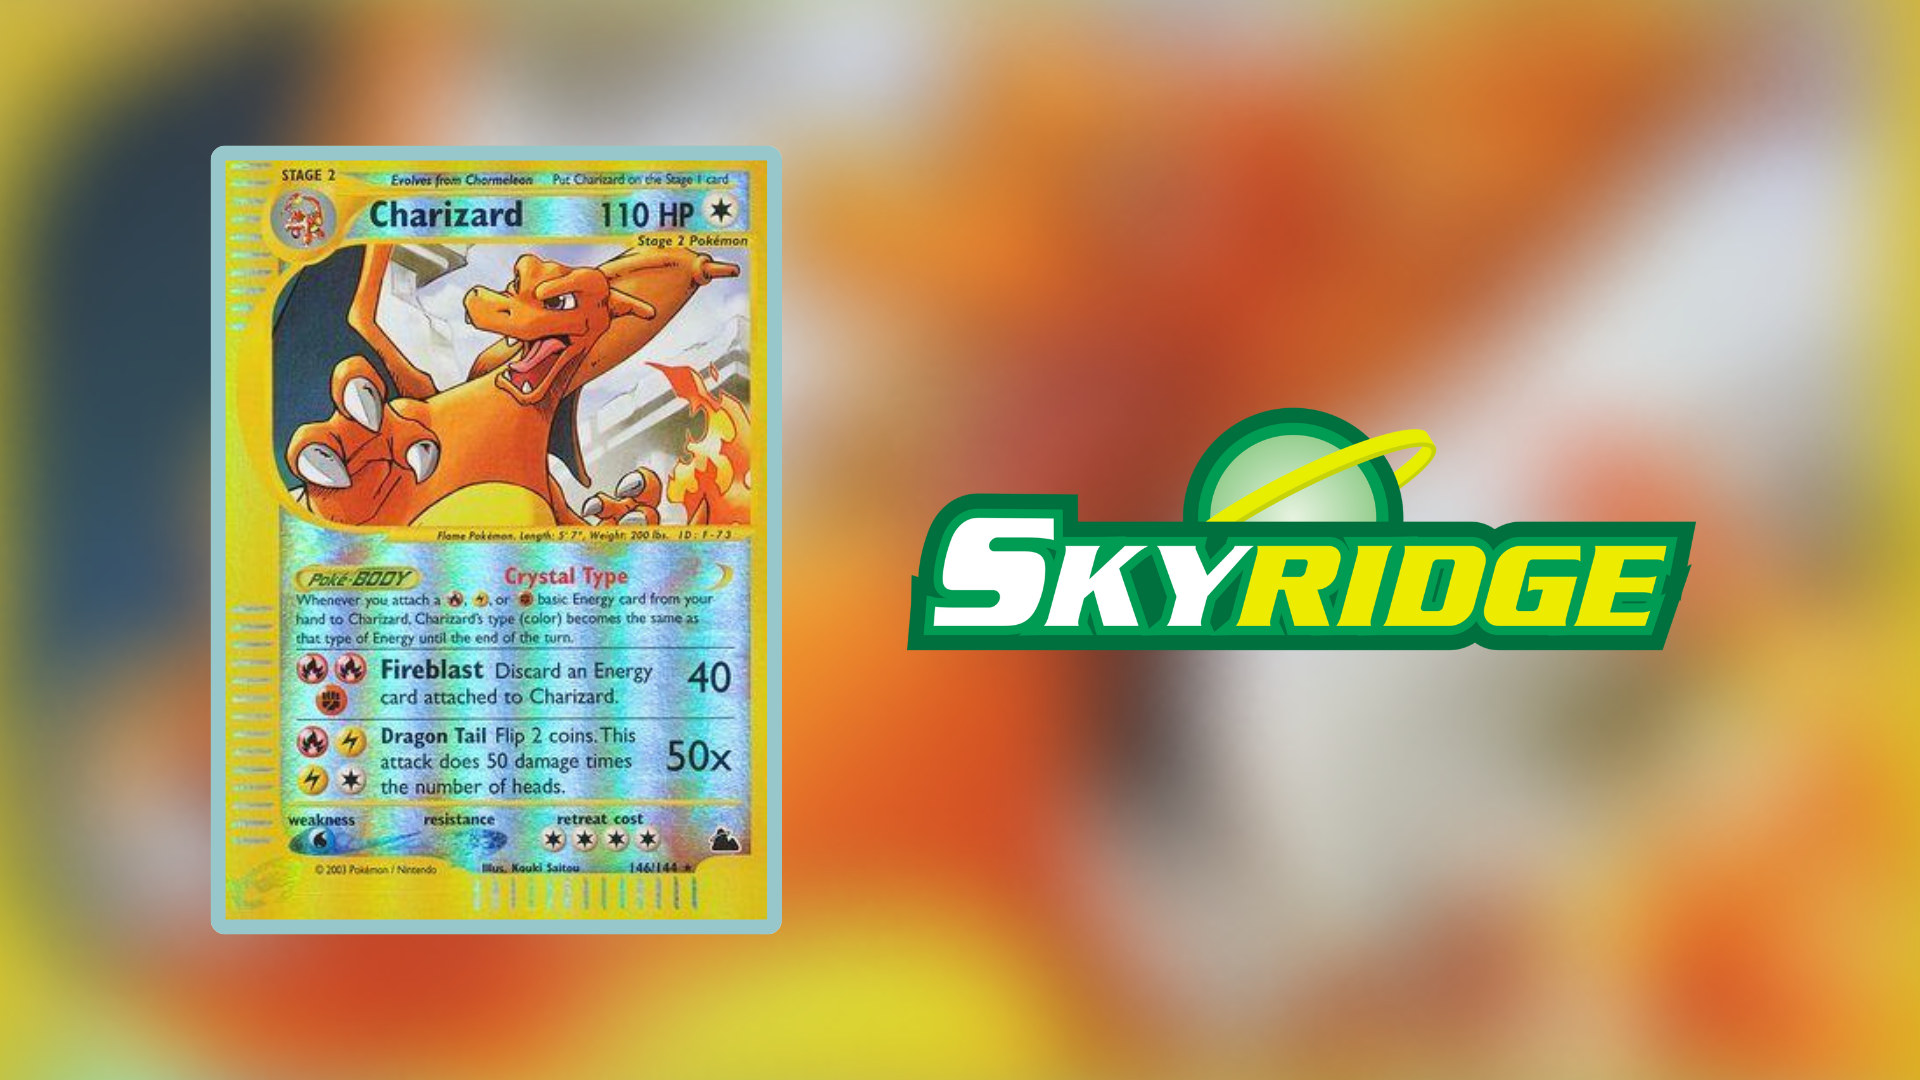 STAGE 2
Evolves from Charmeleon Put Charizard on the Stage 1 card
Charizard 110 HP
Stage 2 Pokémon
Flame Pokémon. Length: 5' 7", Weight: 200 lbs. ID: F-73
Poké-BODY Crystal Type
Whenever you attach a , , or basic Energy card from your
hand to Charizard, Charizard's type (color) becomes the same as
that type of Energy until the end of the turn.
Fireblast Discard an Energy 40
card attached to Charizard.
Dragon Tail Flip 2 coins. This
attack does 50 damage times 50x
the number of heads.
weakness resistance retreat cost
© 2003 Pokémon / Nintendo Illus. Kouki Saitou 146/144 ★
SKYRIDGE